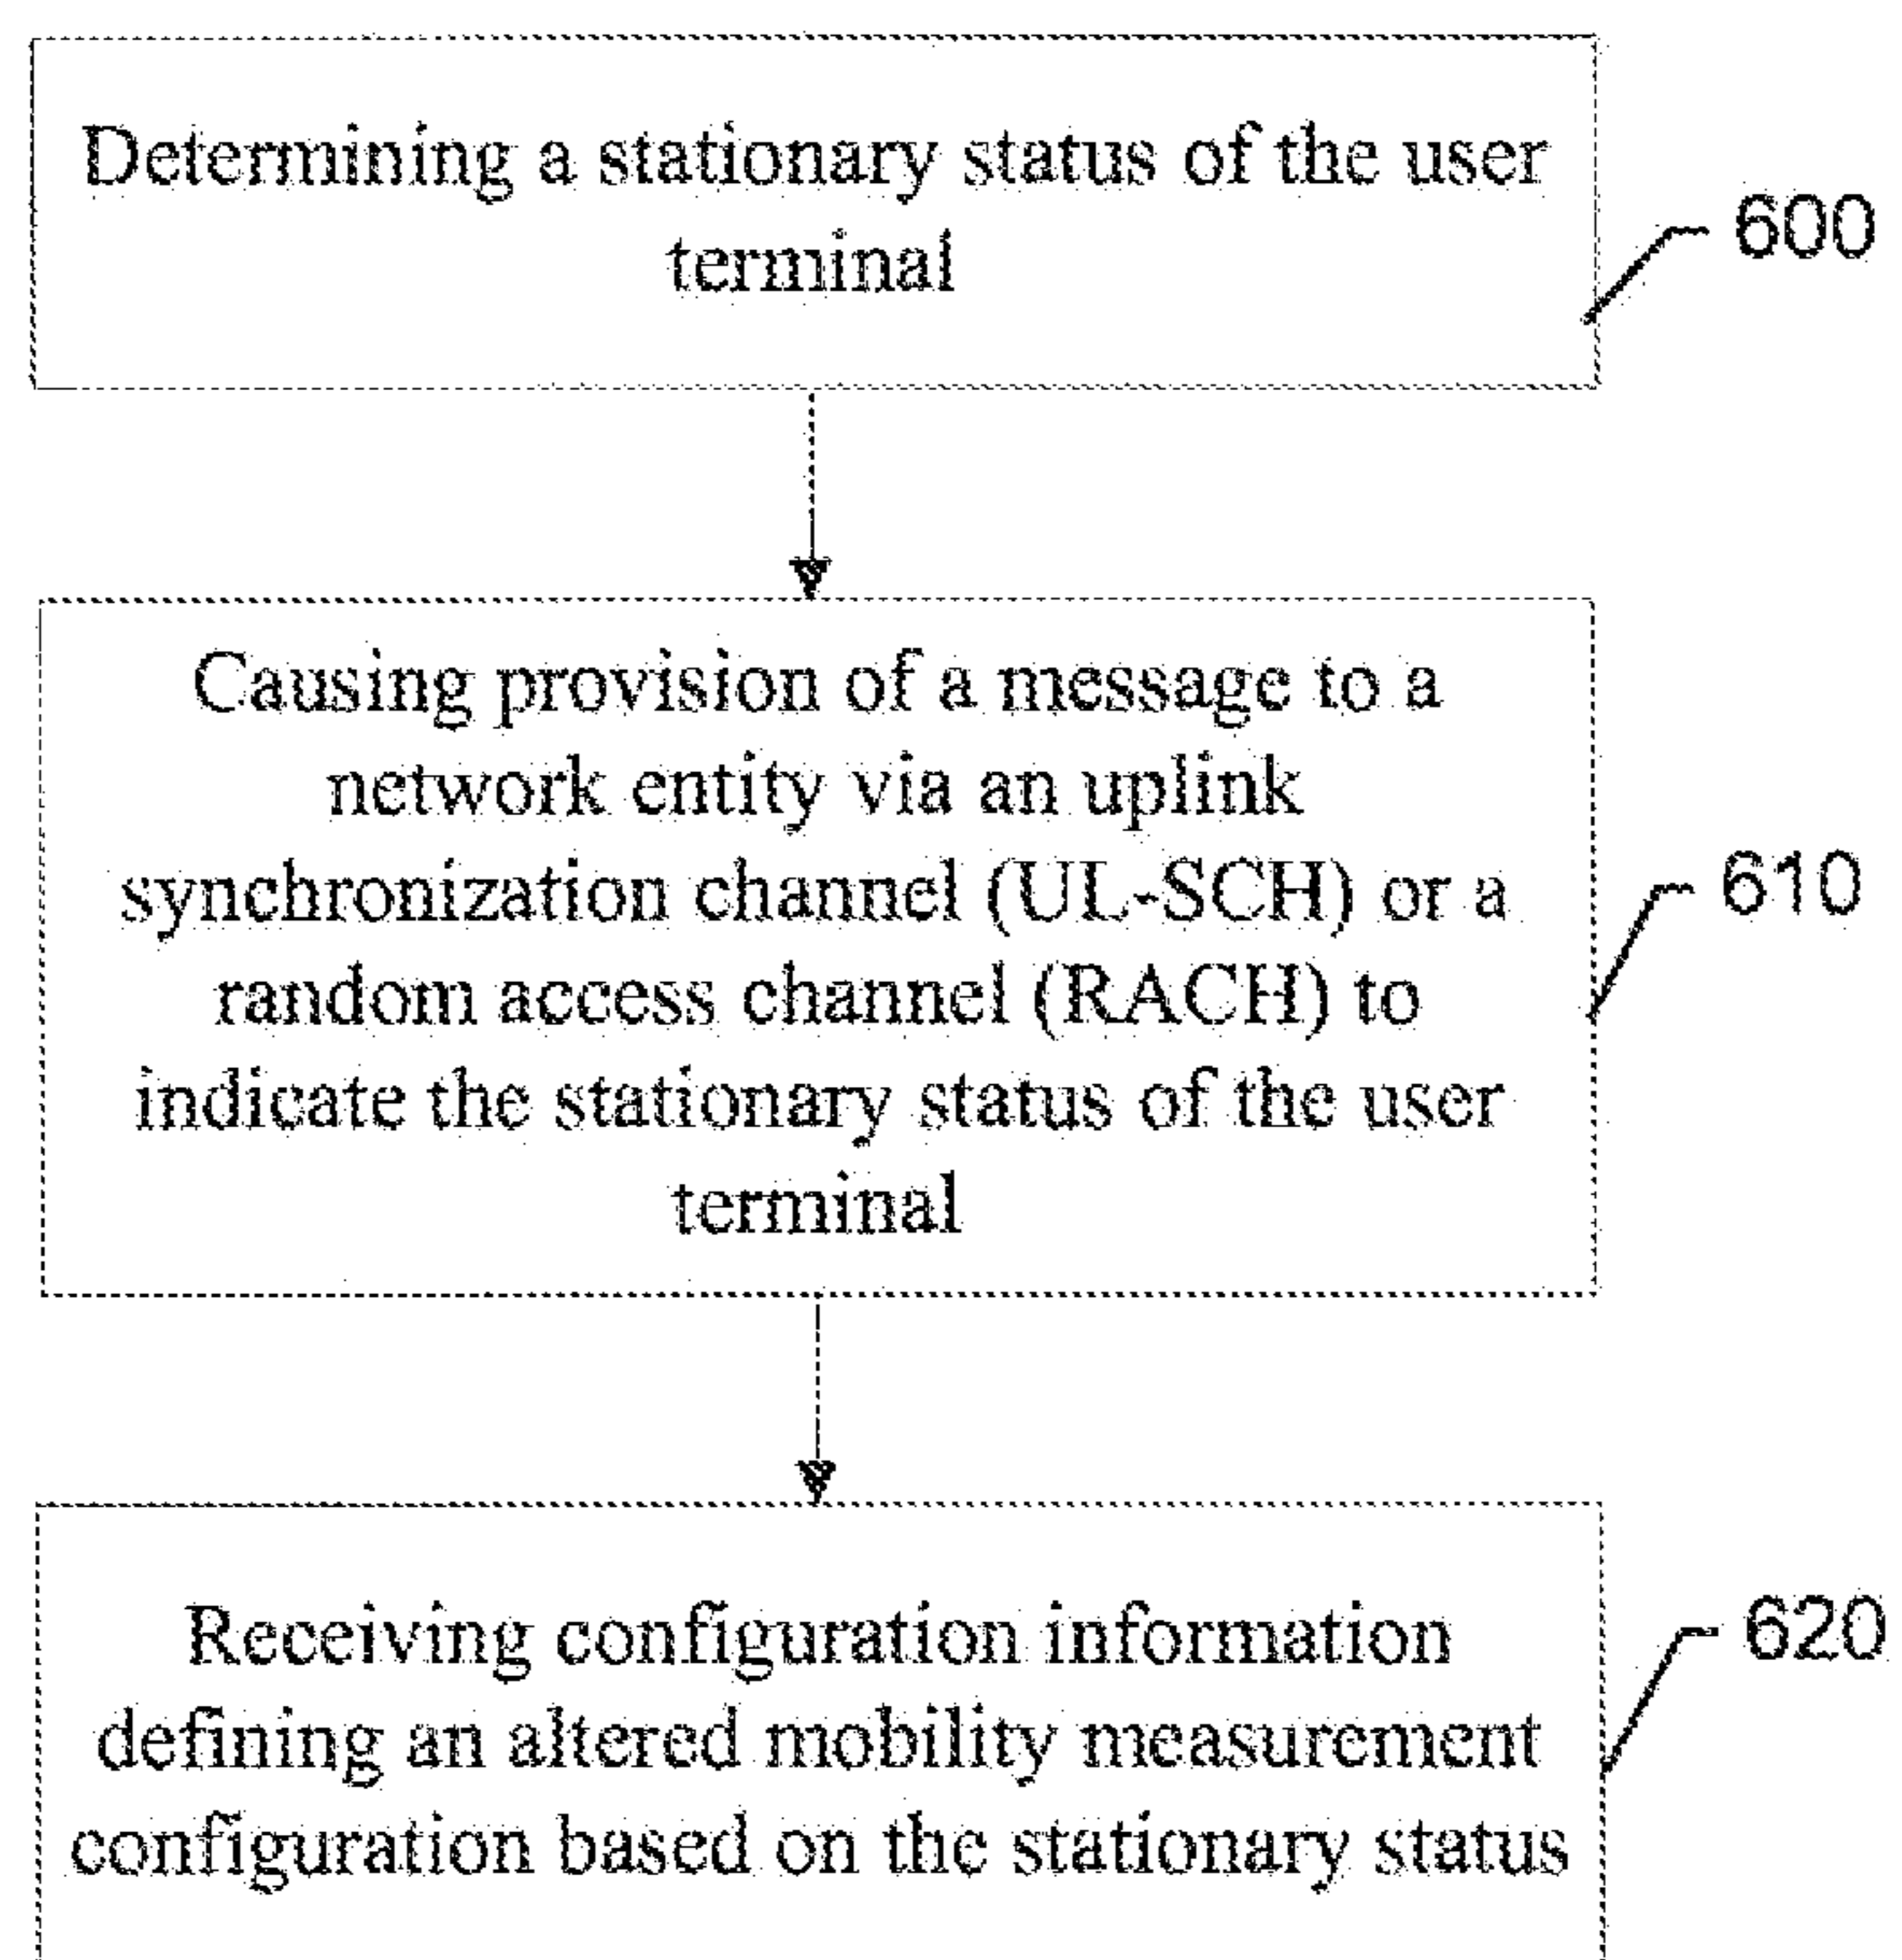 Determining a stationary status of the user
terminal
600
Causing provision of a message to a
network entity via an uplink
synchronization channel (UL-SCH) or a
random access channel (RACH) to
indicate the stationary status of the user
terminal
610
Receiving configuration information
defining an altered mobility measurement
configuration based on the stationary status
620